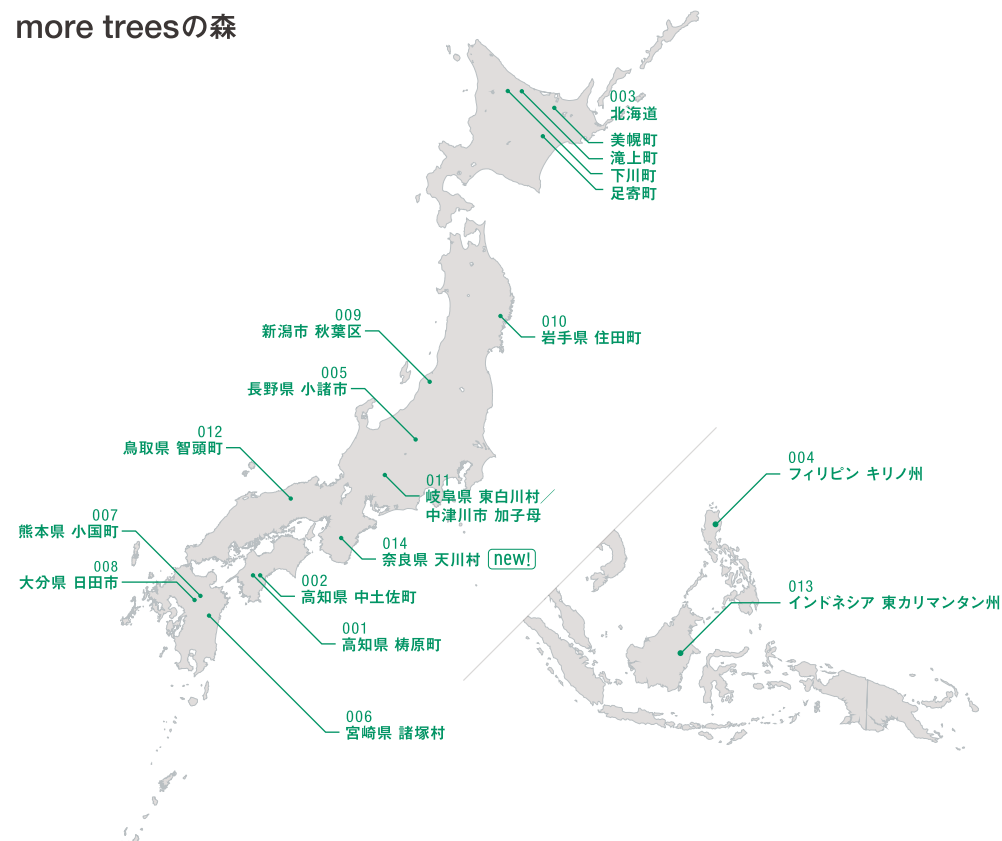 more treesの森
003
北海道
美幌町
滝上町
下川町
足寄町
009
新潟市 秋葉区
010
岩手県 住田町
005
長野県 小諸市
012
鳥取県 智頭町
004
フィリピン キリノ州
011
岐阜県 東白川村／
中津川市 加子母
007
熊本県 小国町
014
奈良県 天川村 new!
008
大分県 日田市
002
高知県 中土佐町
013
インドネシア 東カリマンタン州
001
高知県 梼原町
006
宮崎県 諸塚村